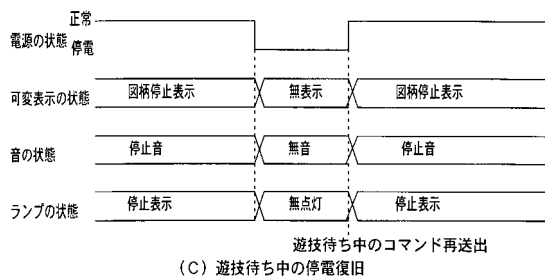 正常
電源の状態
停電
可変表示の状態 図柄停止表示 無表示 図柄停止表示
音の状態 停止音 無音 停止音
ランプの状態 停止表示 無点灯 停止表示
遊技待ち中のコマンド再送出
(C) 遊技待ち中の停電復旧